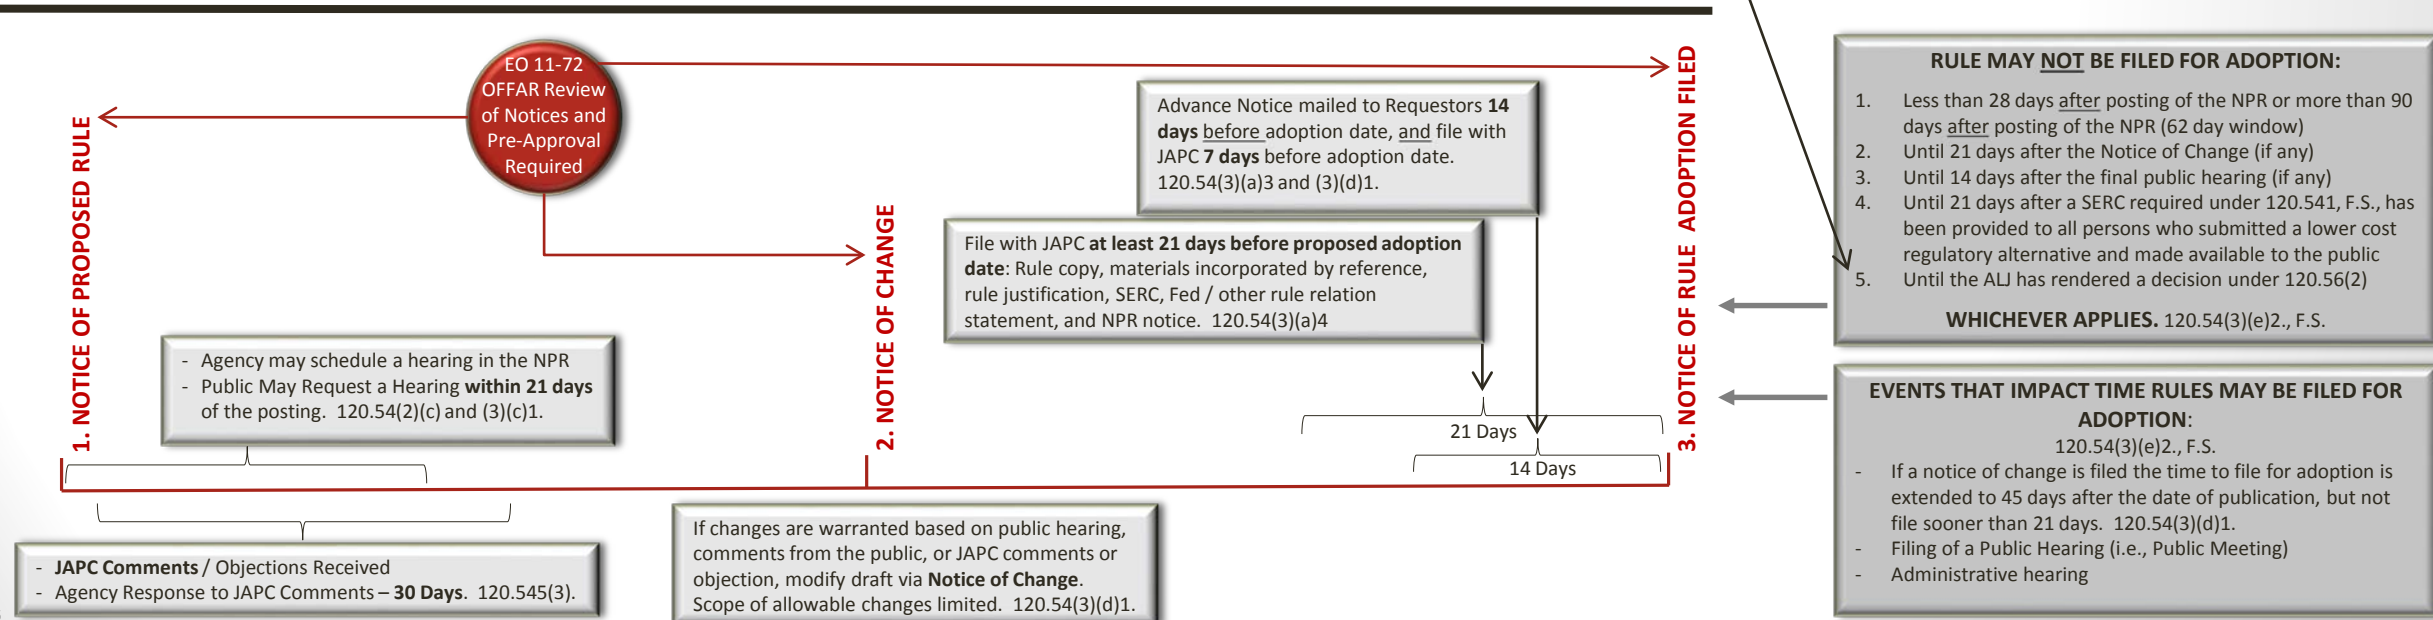 EO 11-72
OFFAR Review
of Notices and
Pre-Approval
Required
1. NOTICE OF PROPOSED RULE
2. NOTICE OF CHANGE
3. NOTICE OF RULE ADOPTION FILED
Advance Notice mailed to Requestors 14
days before adoption date, and file with
JAPC 7 days before adoption date.
120.54(3)(a)3 and (3)(d)1.
File with JAPC at least 21 days before proposed adoption
date: Rule copy, materials incorporated by reference,
rule justification, SERC, Fed / other rule relation
statement, and NPR notice. 120.54(3)(a)4
- Agency may schedule a hearing in the NPR
- Public May Request a Hearing within 21 days
of the posting. 120.54(2)(c) and (3)(c)1.
21 Days
14 Days
- JAPC Comments / Objections Received
- Agency Response to JAPC Comments – 30 Days. 120.545(3).
If changes are warranted based on public hearing,
comments from the public, or JAPC comments or
objection, modify draft via Notice of Change.
Scope of allowable changes limited. 120.54(3)(d)1.
RULE MAY NOT BE FILED FOR ADOPTION:
1. Less than 28 days after posting of the NPR or more than 90
days after posting of the NPR (62 day window)
2. Until 21 days after the Notice of Change (if any)
3. Until 14 days after the final public hearing (if any)
4. Until 21 days after a SERC required under 120.541, F.S., has
been provided to all persons who submitted a lower cost
regulatory alternative and made available to the public
5. Until the ALJ has rendered a decision under 120.56(2)
WHICHEVER APPLIES. 120.54(3)(e)2., F.S.
EVENTS THAT IMPACT TIME RULES MAY BE FILED FOR
ADOPTION:
120.54(3)(e)2., F.S.
- If a notice of change is filed the time to file for adoption is
extended to 45 days after the date of publication, but not
file sooner than 21 days. 120.54(3)(d)1.
- Filing of a Public Hearing (i.e., Public Meeting)
- Administrative hearing